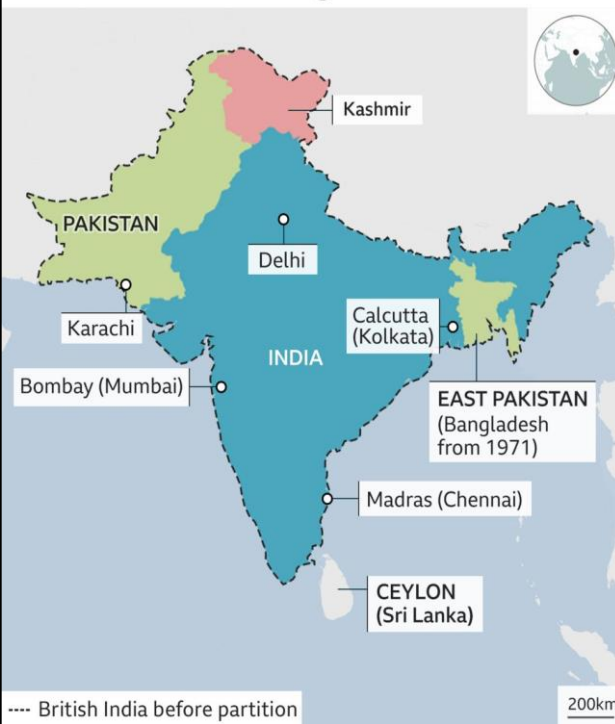 Kashmir
PAKISTAN
Delhi
Karachi
Calcutta
(Kolkata)
INDIA
Bombay (Mumbai)
EAST PAKISTAN
(Bangladesh
from 1971)
Madras (Chennai)
CEYLON
(Sri Lanka)
---- British India before partition
200km